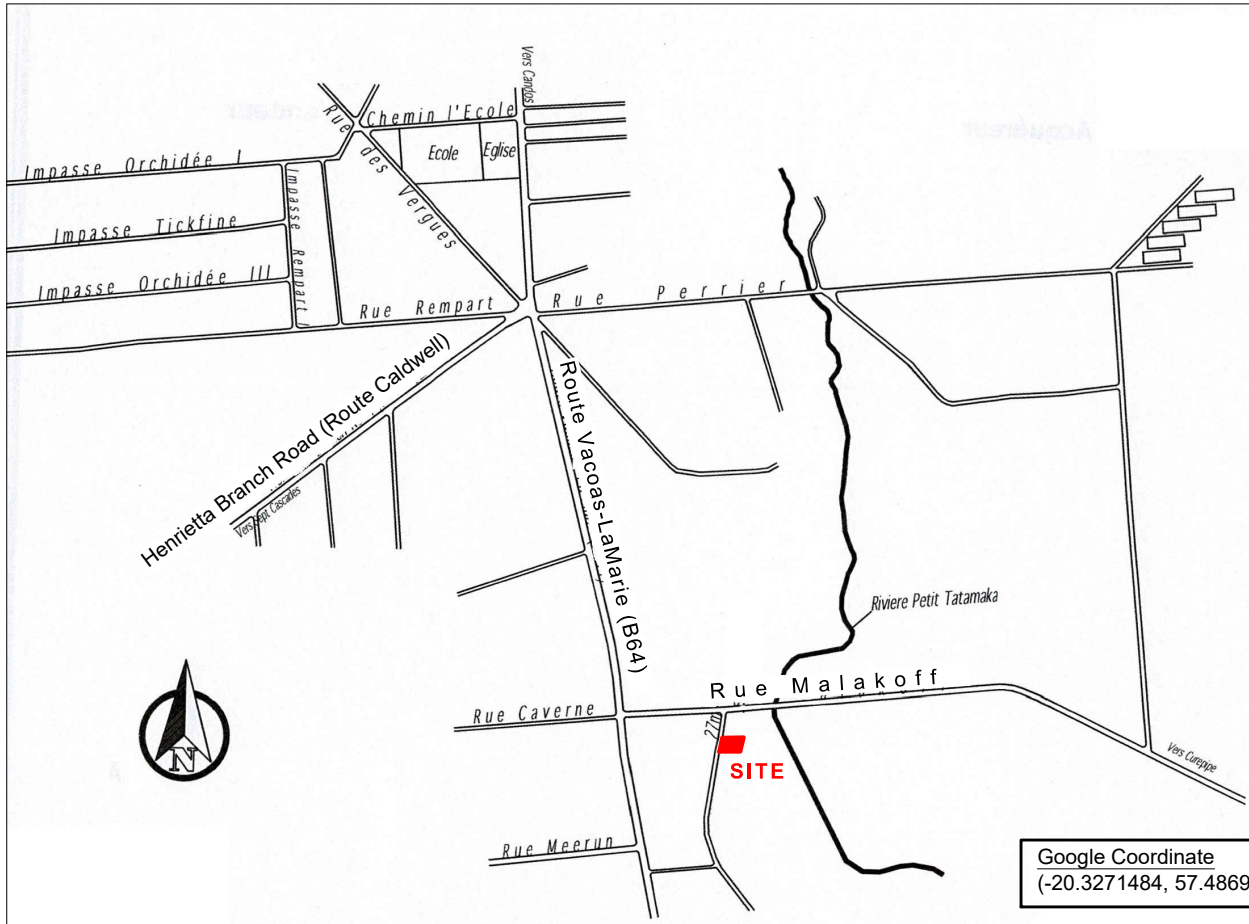 Vers Candos
Chemin l'Ecole
Rue des Vergues
Ecole
Eglise
Impasse Orchidée I
Impasse Rempart I
Impasse Tickfine
Impasse Orchidée III
Rue Rempart
Rue Perrier
Henrietta Branch Road (Route Caldwell)
Vers Sept Cascades
Route Vacoas-LaMarie (B64)
Riviere Petit Tatamaka
Rue Malakoff
Rue Caverne
27m
SITE
Vers Curepipe
N
Rue Meerun
Google Coordinate
(-20.3271484, 57.4869